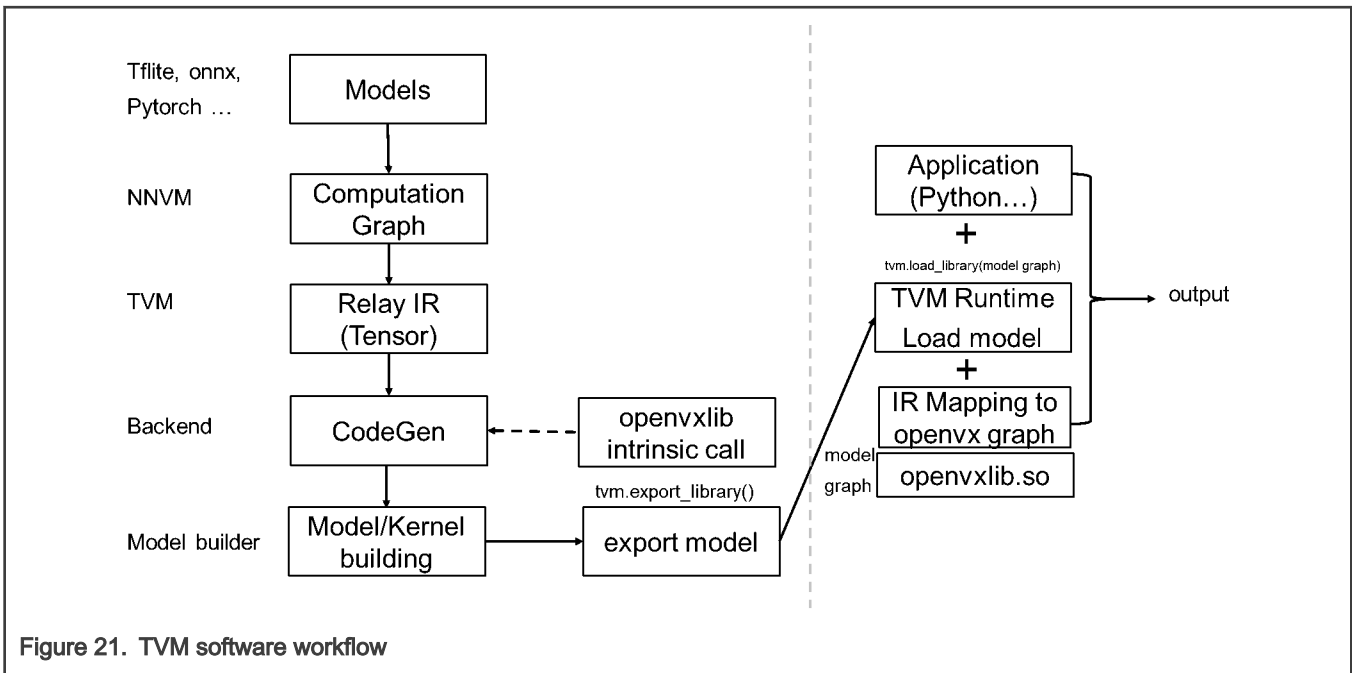 Tflite, onnx,
Pytorch ...
Models
NNVM
Computation
Graph
TVM
Relay IR
(Tensor)
Backend
CodeGen
openvxlib
intrinsic call
tvm.export_library()
Model builder
Model/Kernel
building
export model
Application
(Python...)
+
tvm.load_library(model graph)
TVM Runtime
Load model
+
IR Mapping to
openvx graph
model
graph
openvxlib.so
output
Figure 21. TVM software workflow